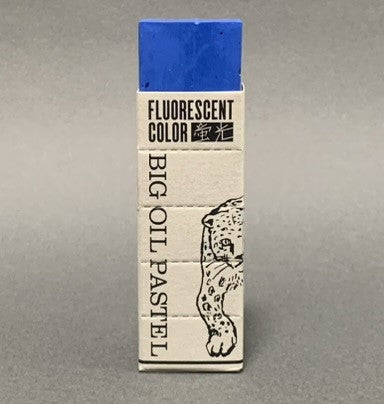 FLUORESCENT
COLOR 蛍光
BIG OIL PASTEL